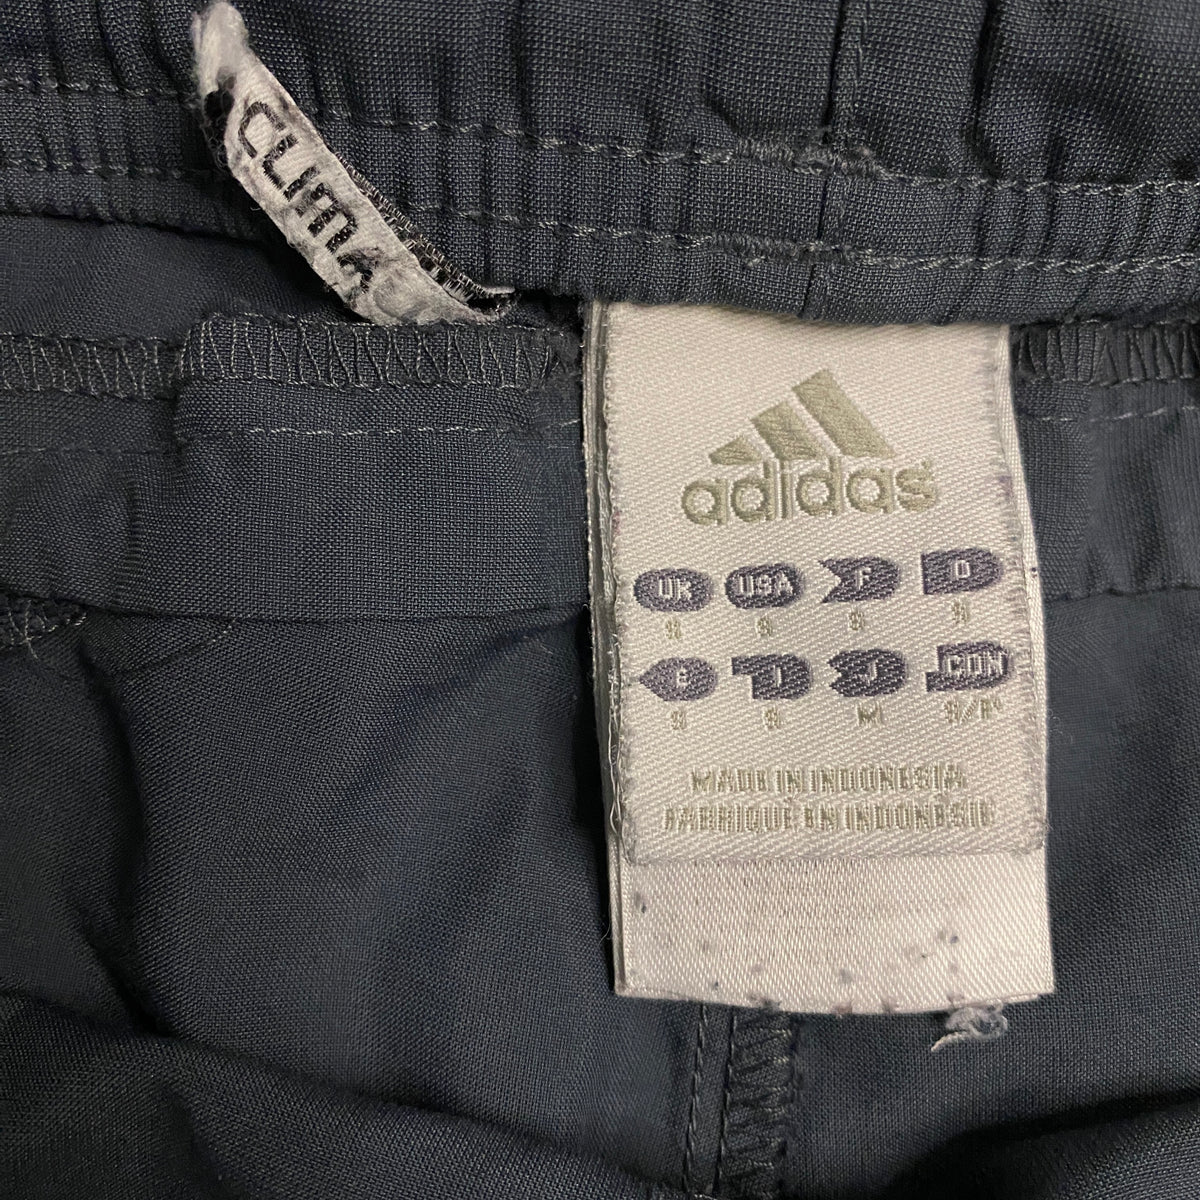 CLIMA
adidas
UK USA F D
S S S S
E I J CDN
S S M S/P
MADE IN INDONESIA
FABRIQUE EN INDONESIE